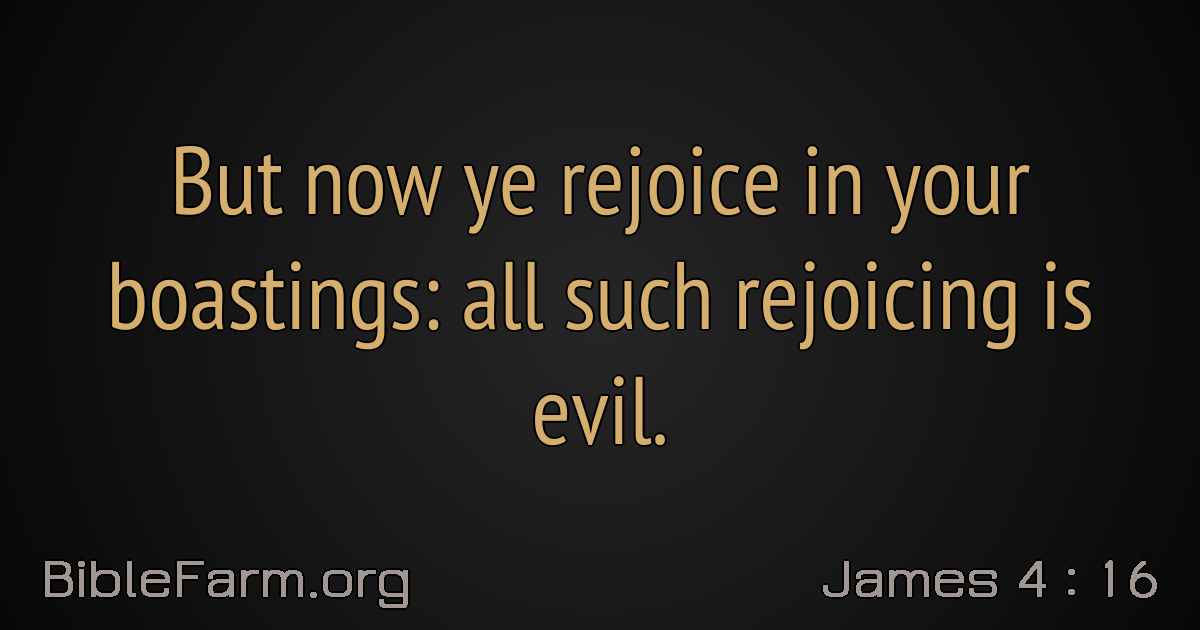 But now ye rejoice in your
boastings: all such rejoicing is
evil.
BibleFarm.org
James 4 : 16